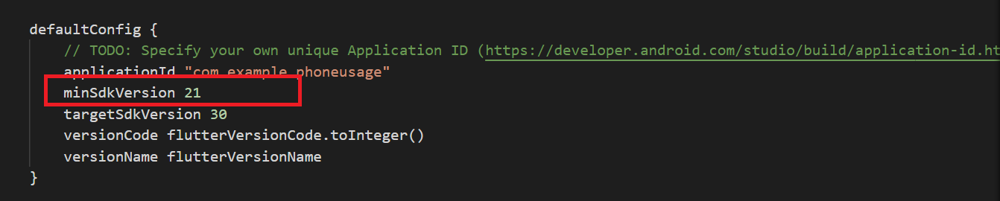 defaultConfig {
// TODO: Specify your own unique Application ID (https://developer.android.com/studio/build/application-id.ht
applicationId "com.example.phoneusage"
minSdkVersion 21
targetSdkVersion 30
versionCode flutterVersionCode.toInteger()
versionName flutterVersionName
}